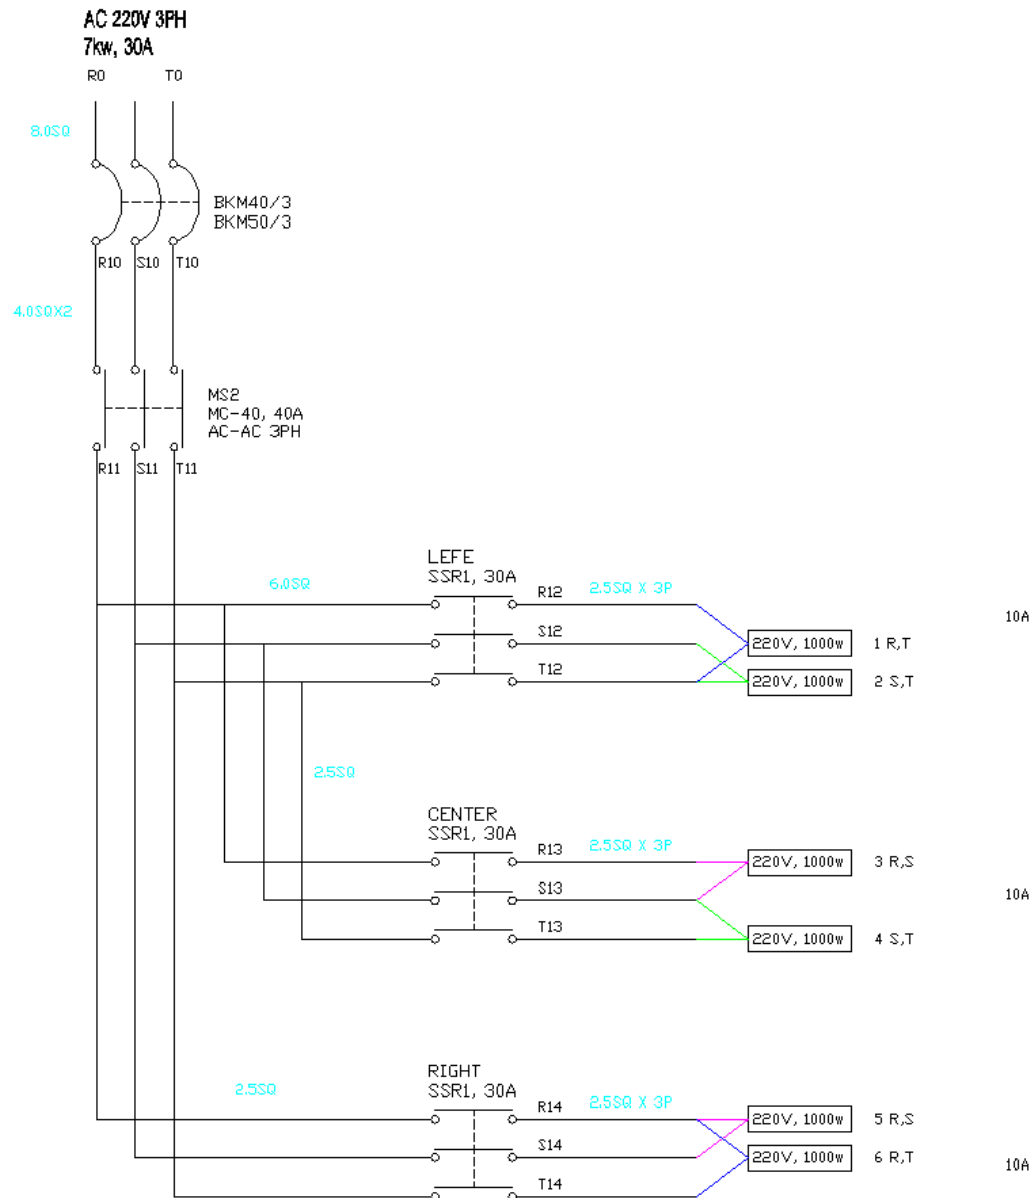 AC 220V 3PH
7kw, 30A
R0 T0
8.0SQ
BKM40/3
BKM50/3
R10 S10 T10
4.0SQX2
MS2
MC-40, 40A
AC-AC 3PH
R11 S11 T11
LEFE
SSR1, 30A
6.0SQ
R12 2.5SQ X 3P
10A
S12
220V, 1000w 1 R,T
T12
220V, 1000w 2 S,T
2.5SQ
CENTER
SSR1, 30A
R13 2.5SQ X 3P
220V, 1000w 3 R,S
S13
10A
T13
220V, 1000w 4 S,T
RIGHT
SSR1, 30A
2.5SQ
R14 2.5SQ X 3P
220V, 1000w 5 R,S
S14
220V, 1000w 6 R,T
10A
T14